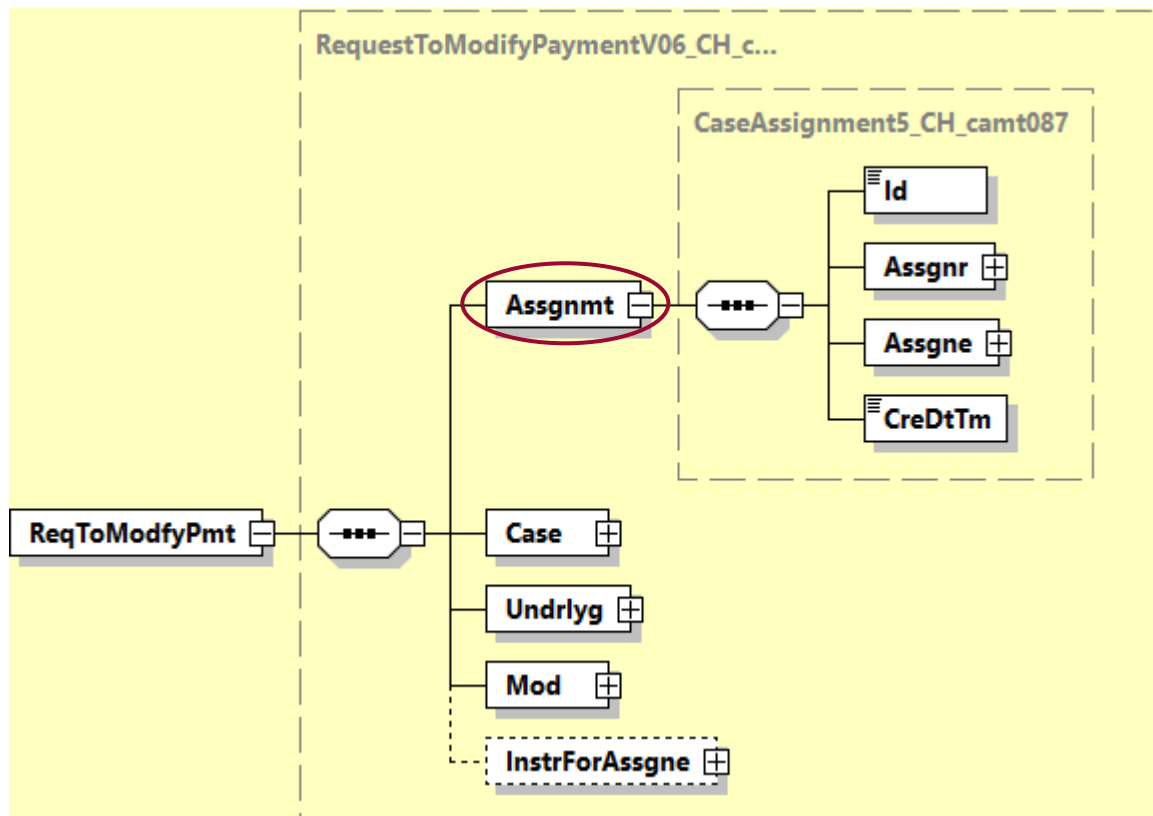 RequestToModifyPaymentV06_CH_c...
CaseAssignment5_CH_camt087
Id
Assgnr
Assgnmt
Assgne
CreDtTm
ReqToModfyPmt
Case
Undrlyg
Mod
InstrForAssgne